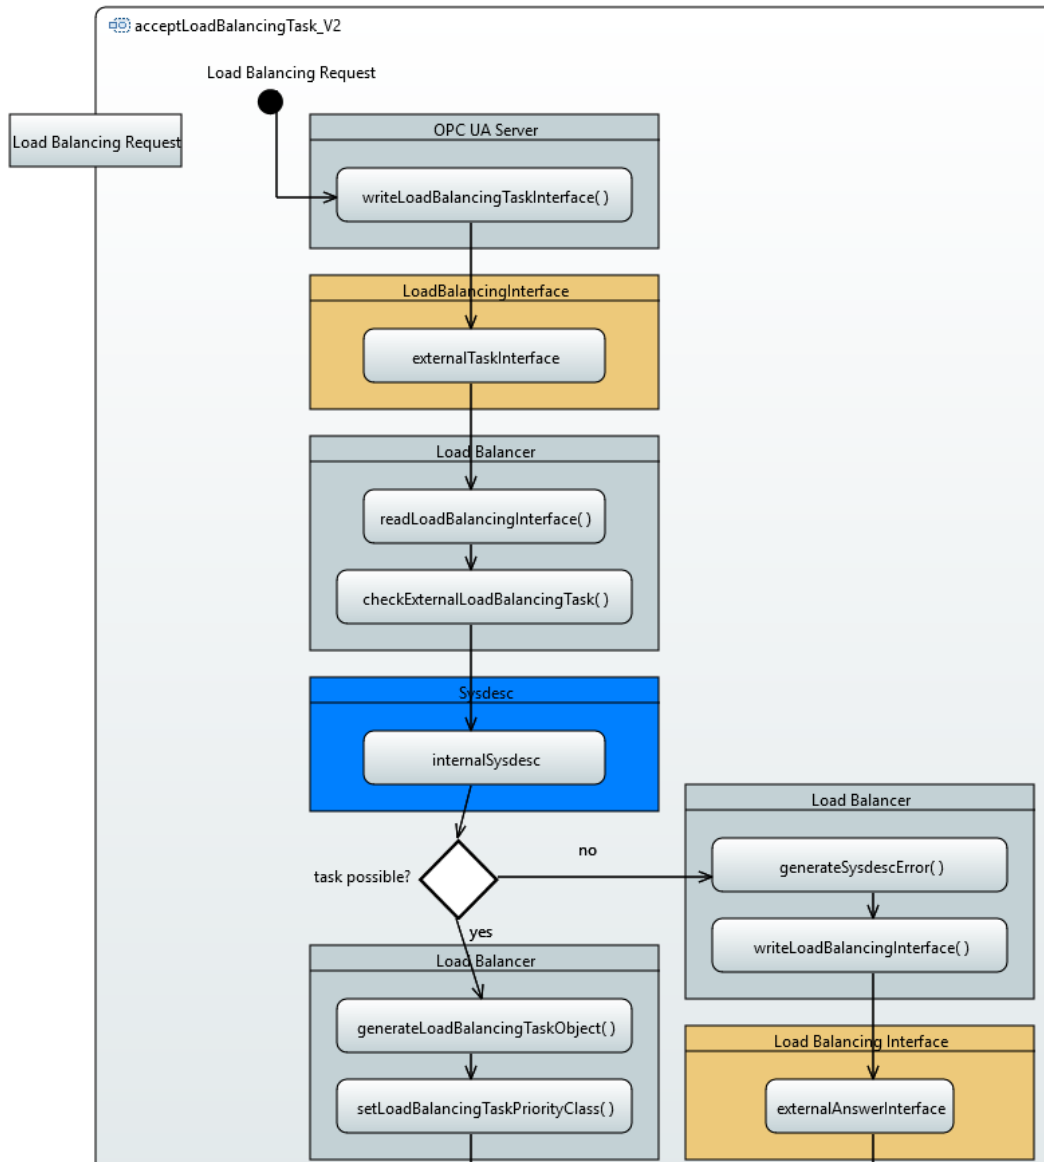 acceptLoadBalancingTask_V2
Load Balancing Request
Load Balancing Request
OPC UA Server
writeLoadBalancingTaskInterface( )
LoadBalancingInterface
externalTaskInterface
Load Balancer
readLoadBalancingInterface( )
checkExternalLoadBalancingTask( )
Sysdesc
internalSysdesc
Load Balancer
no
generateSysdescError( )
task possible?
yes
writeLoadBalancingInterface( )
Load Balancer
generateLoadBalancingTaskObject( )
Load Balancing Interface
setLoadBalancingTaskPriorityClass( )
externalAnswerInterface